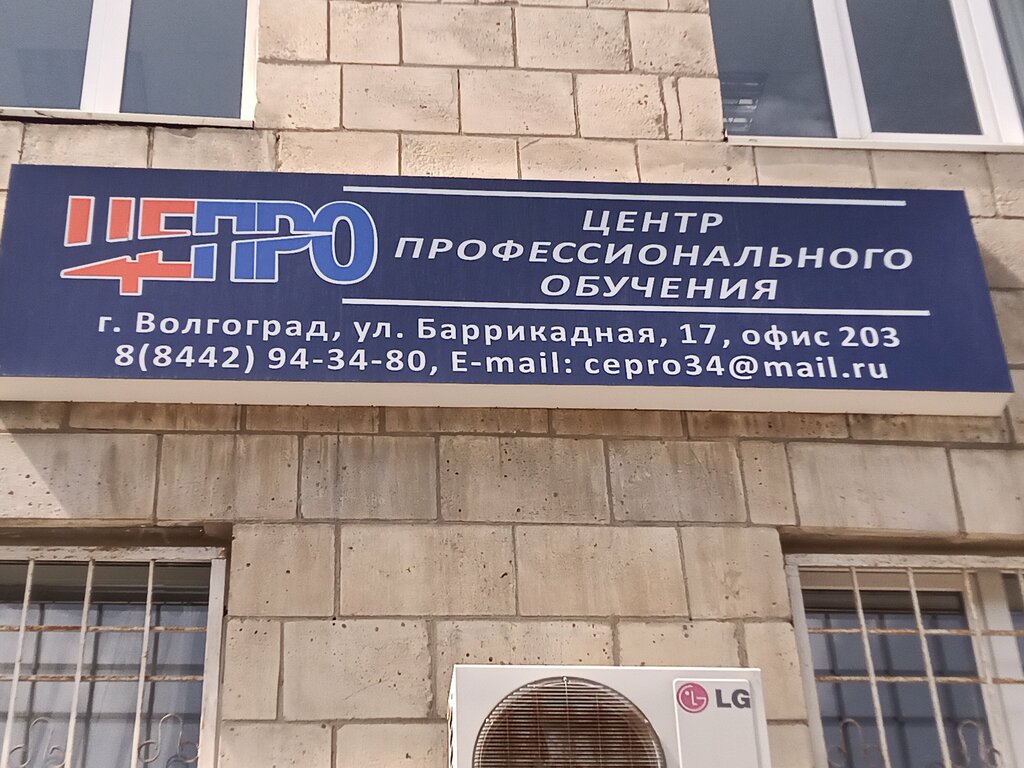 ЦЕПРО
ЦЕНТР
ПРОФЕССИОНАЛЬНОГО
ОБУЧЕНИЯ
г. Волгоград, ул. Баррикадная, 17, офис 203
8(8442) 94-34-80, E-mail: cepro34@mail.ru
LG